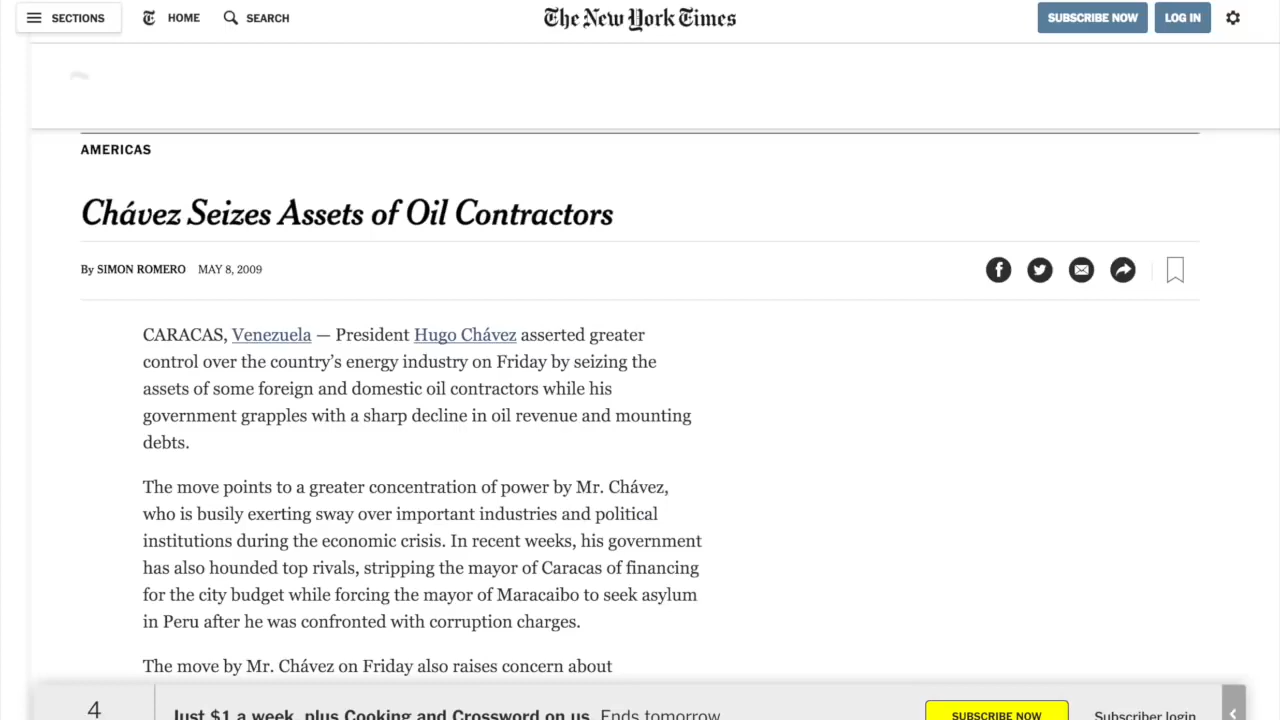 SECTIONS HOME SEARCH The New York Times SUBSCRIBE NOW LOG IN
AMERICAS
Chávez Seizes Assets of Oil Contractors
By SIMON ROMERO MAY 8, 2009
CARACAS, Venezuela — President Hugo Chávez asserted greater
control over the country’s energy industry on Friday by seizing the
assets of some foreign and domestic oil contractors while his
government grapples with a sharp decline in oil revenue and mounting
debts.
The move points to a greater concentration of power by Mr. Chávez,
who is busily exerting sway over important industries and political
institutions during the economic crisis. In recent weeks, his government
has also hounded top rivals, stripping the mayor of Caracas of financing
for the city budget while forcing the mayor of Maracaibo to seek asylum
in Peru after he was confronted with corruption charges.
The move by Mr. Chávez on Friday also raises concern about
4 Just $1 a week, plus Cooking and Crossword on us. Ends tomorrow. SUBSCRIBE NOW Subscriber login